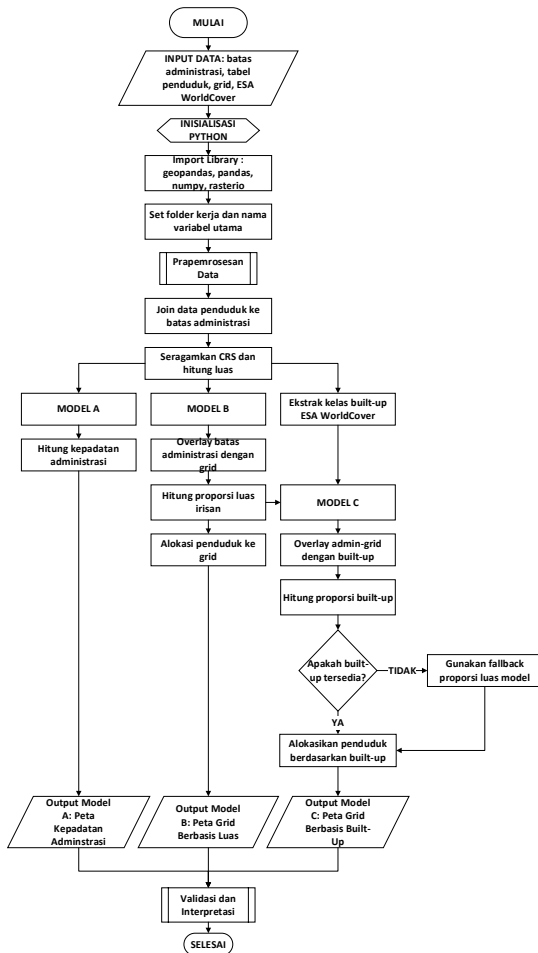 MULAI
INPUT DATA: batas
administrasi, tabel
penduduk, grid, ESA
WorldCover
INISIALISASI
PYTHON
Import Library :
geopandas, pandas,
numpy, rasterio
Set folder kerja dan nama
variabel utama
Prapemrosesan
Data
Join data penduduk ke
batas administrasi
Seragamkan CRS dan
hitung luas
MODEL A
MODEL B
Ekstrak kelas built-up
ESA WorldCover
Hitung kepadatan
administrasi
Overlay batas
administrasi dengan
grid
Hitung proporsi luas
irisan
MODEL C
Alokasi penduduk ke
grid
Overlay admin-grid
dengan built-up
Hitung proporsi built-up
Apakah built-
up tersedia?
TIDAK
Gunakan fallback
proporsi luas model
YA
Alokasikan penduduk
berdasarkan built-up
Output Model
A: Peta
Kepadatan
Adminstrasi
Output Model
B: Peta Grid
Berbasis Luas
Output Model
C: Peta Grid
Berbasis Built-
Up
Validasi dan
Interpretasi
SELESAI